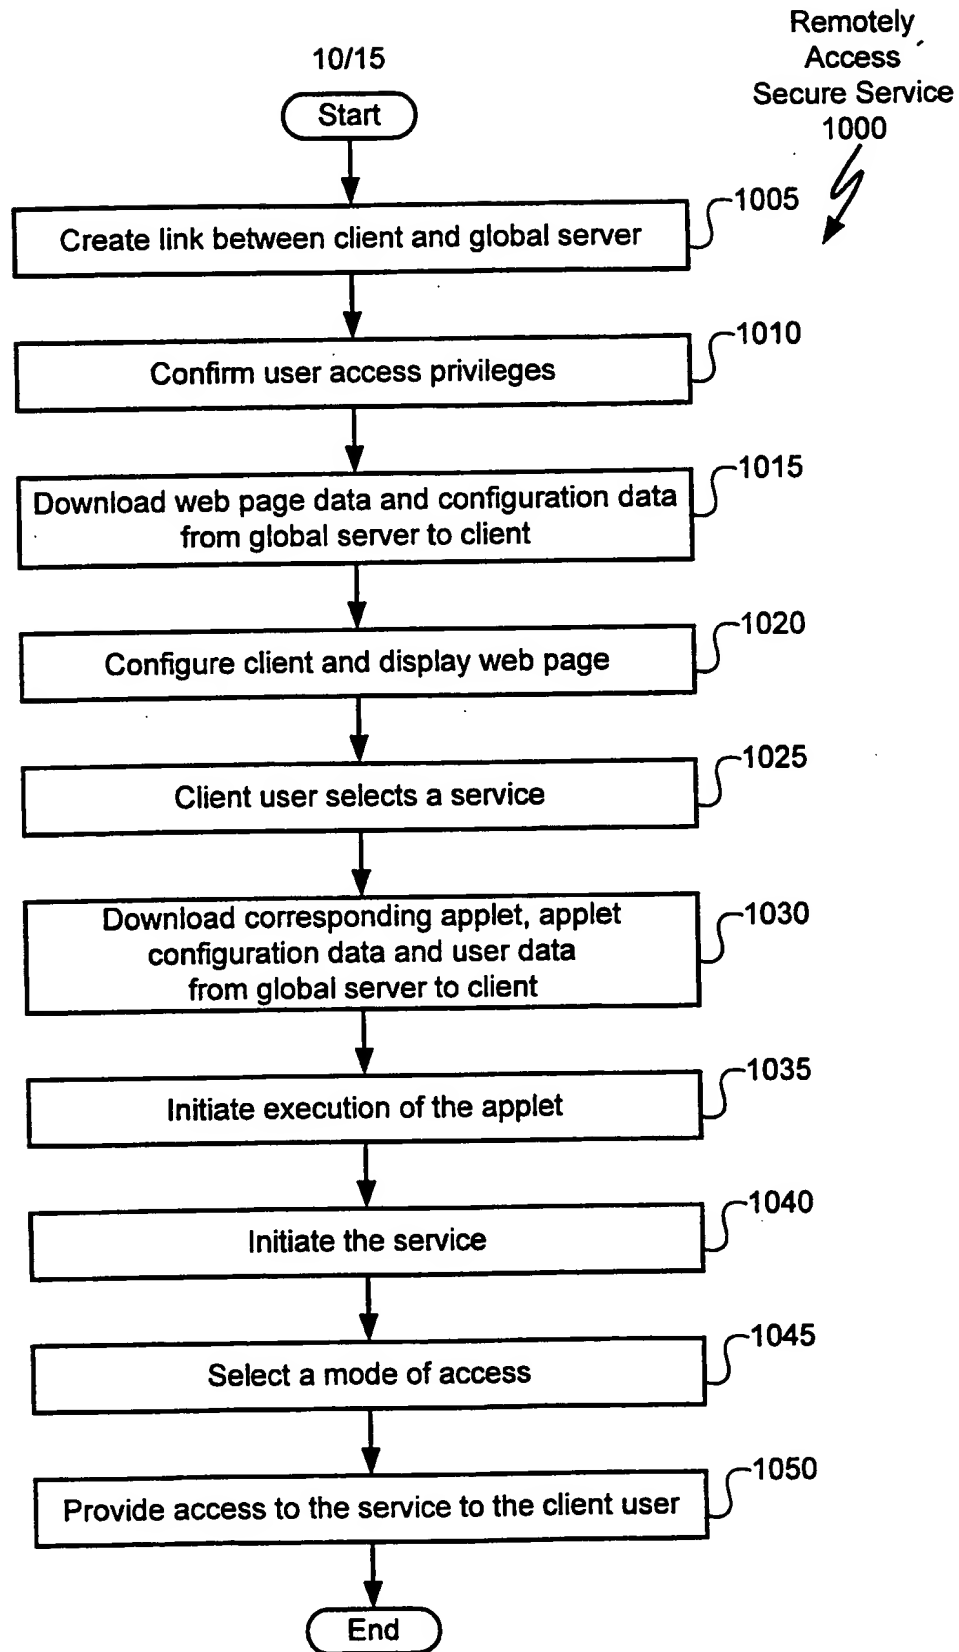 10/15
Remotely
Access
Secure Service
1000
Start
Create link between client and global server
1005
Confirm user access privileges
1010
Download web page data and configuration data
from global server to client
1015
Configure client and display web page
1020
Client user selects a service
1025
Download corresponding applet, applet
configuration data and user data
from global server to client
1030
Initiate execution of the applet
1035
Initiate the service
1040
Select a mode of access
1045
Provide access to the service to the client user
1050
End